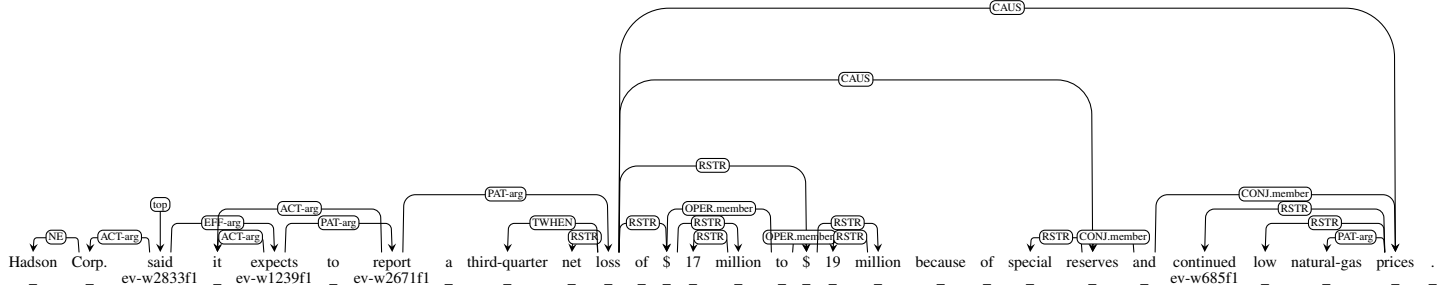 CAUS
CAUS
RSTR
PAT-arg CONJ.member
top ACT-arg OPER.member RSTR
EFF-arg PAT-arg TWHEN RSTR RSTR RSTR RSTR
NE ACT-arg ACT-arg RSTR RSTR OPER.member RSTR RSTR CONJ.member PAT-arg
Hadson Corp. said it expects to report a third-quarter net loss of $ 17 million to $ 19 million because of special reserves and continued low natural-gas prices .
_ _ ev-w2833f1 _ ev-w1239f1 _ ev-w2671f1 _ _ _ _ _ _ _ _ _ _ _ _ _ _ _ _ _ ev-w685f1 _ _ _ _